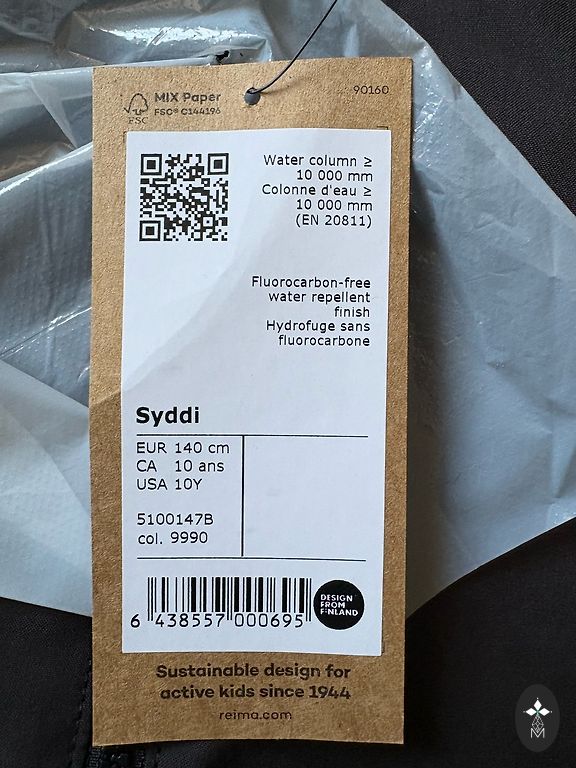 FSC
MIX Paper
FSC® C144196
90160
Water column ≥
10 000 mm
Colonne d'eau ≥
10 000 mm
(EN 20811)
Fluorocarbon-free
water repellent
finish
Hydrofuge sans
fluorocarbone
Syddi
EUR 140 cm
CA 10 ans
USA 10Y
5100147B
col. 9990
6 438557 000695
DESIGN
FROM
FINLAND
Sustainable design for
active kids since 1944
reima.com
M